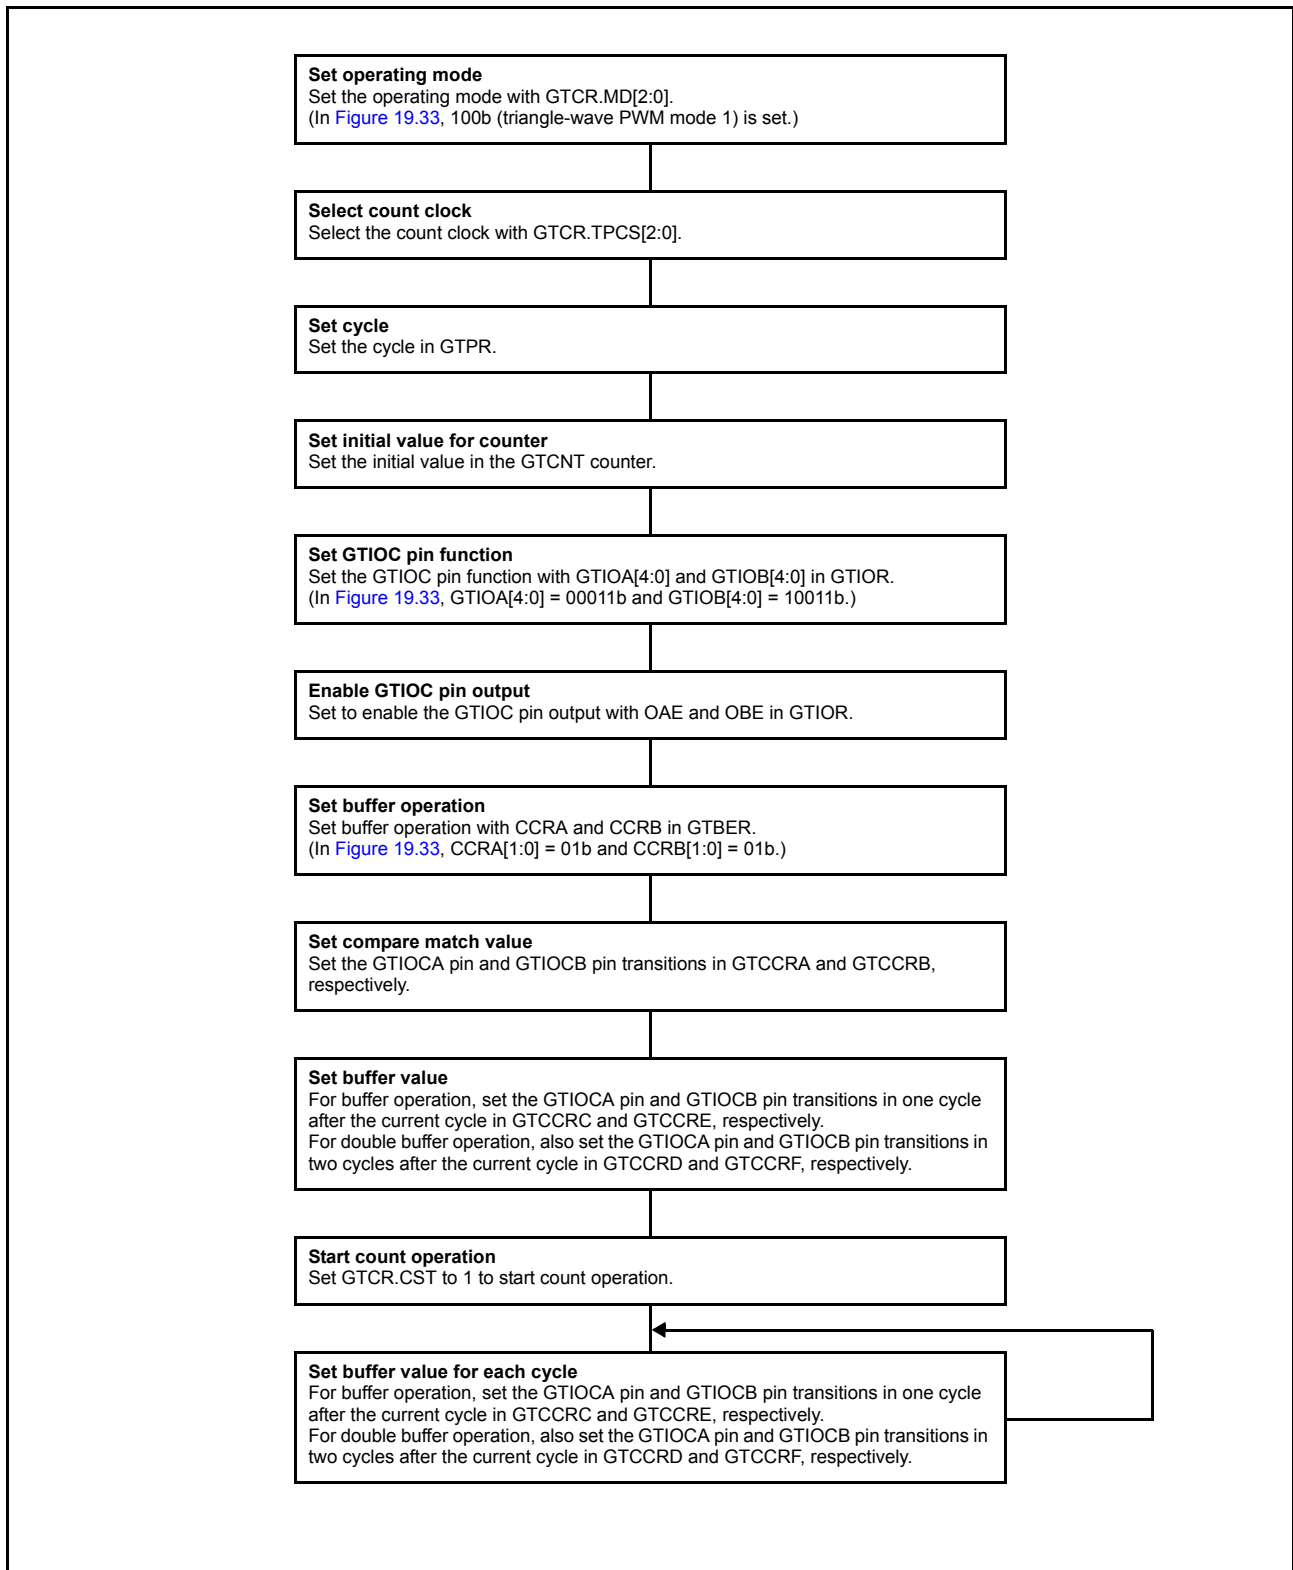 Set operating mode
Set the operating mode with GTCR.MD[2:0].
(In Figure 19.33, 100b (triangle-wave PWM mode 1) is set.)
Select count clock
Select the count clock with GTCR.TPCS[2:0].
Set cycle
Set the cycle in GTPR.
Set initial value for counter
Set the initial value in the GTCNT counter.
Set GTIOC pin function
Set the GTIOC pin function with GTIOA[4:0] and GTIOB[4:0] in GTIOR.
(In Figure 19.33, GTIOA[4:0] = 00011b and GTIOB[4:0] = 10011b.)
Enable GTIOC pin output
Set to enable the GTIOC pin output with OAE and OBE in GTIOR.
Set buffer operation
Set buffer operation with CCRA and CCRB in GTBER.
(In Figure 19.33, CCRA[1:0] = 01b and CCRB[1:0] = 01b.)
Set compare match value
Set the GTIOCA pin and GTIOCB pin transitions in GTCCRA and GTCCRB,
respectively.
Set buffer value
For buffer operation, set the GTIOCA pin and GTIOCB pin transitions in one cycle
after the current cycle in GTCCRC and GTCCRE, respectively.
For double buffer operation, also set the GTIOCA pin and GTIOCB pin transitions in
two cycles after the current cycle in GTCCRD and GTCCRF, respectively.
Start count operation
Set GTCR.CST to 1 to start count operation.
Set buffer value for each cycle
For buffer operation, set the GTIOCA pin and GTIOCB pin transitions in one cycle
after the current cycle in GTCCRC and GTCCRE, respectively.
For double buffer operation, also set the GTIOCA pin and GTIOCB pin transitions in
two cycles after the current cycle in GTCCRD and GTCCRF, respectively.